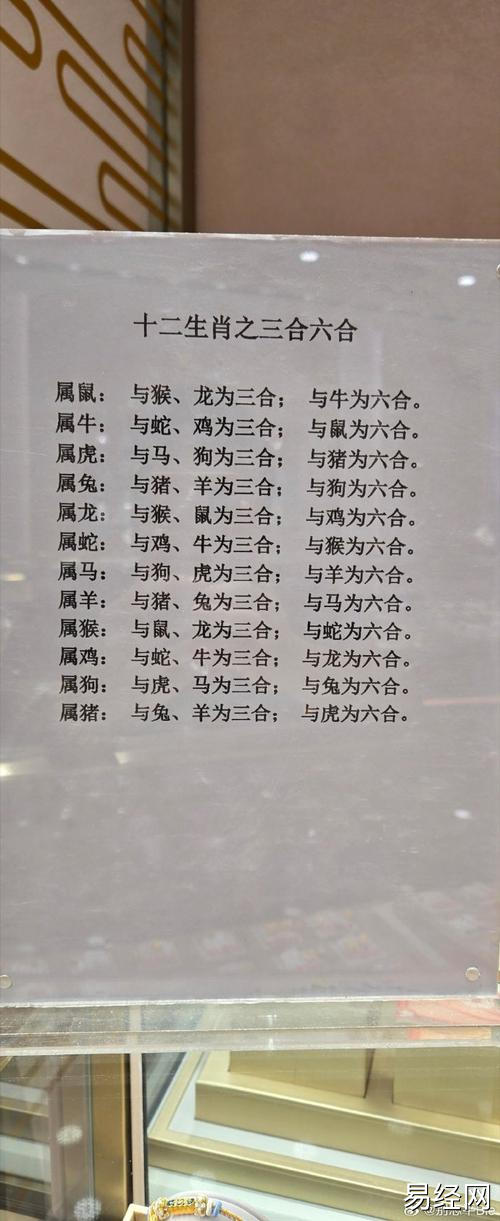 十二生肖之三合六合
属鼠： 与猴、龙为三合； 与牛为六合。
属牛： 与蛇、鸡为三合； 与鼠为六合。
属虎： 与马、狗为三合； 与猪为六合。
属兔： 与猪、羊为三合； 与狗为六合。
属龙： 与猴、鼠为三合； 与鸡为六合。
属蛇： 与鸡、牛为三合； 与猴为六合。
属马： 与狗、虎为三合； 与羊为六合。
属羊： 与猪、兔为三合； 与马为六合。
属猴： 与鼠、龙为三合； 与蛇为六合。
属鸡： 与蛇、牛为三合； 与龙为六合。
属狗： 与虎、马为三合； 与兔为六合。
属猪： 与兔、羊为三合； 与虎为六合。
易经网